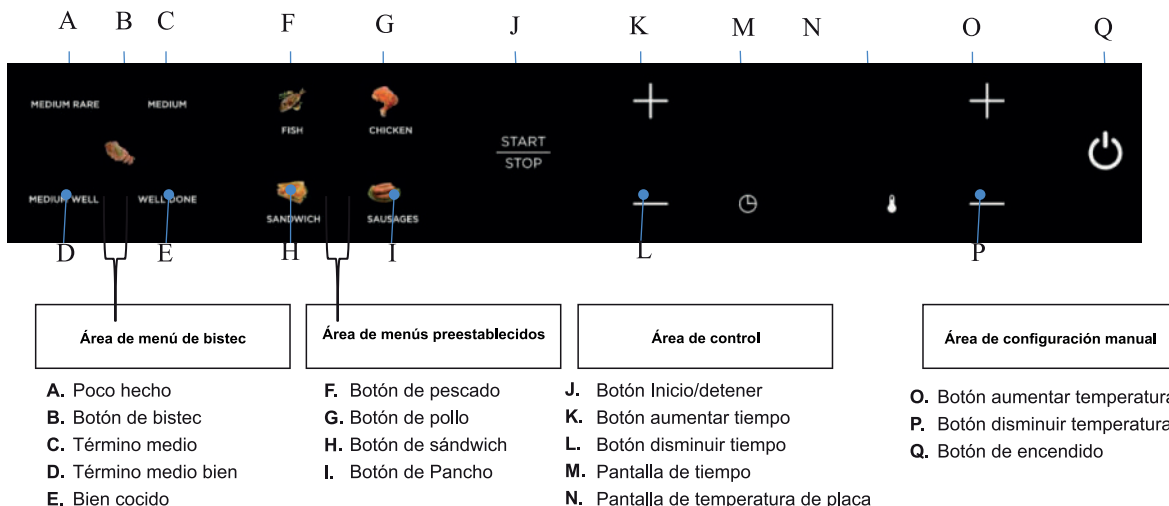 A B C F G J K M N O Q
MEDIUM RARE MEDIUM
FISH CHICKEN
START
STOP
MEDIUM WELL WELL DONE
SANDWICH SAUSAGES
D E H I L P
Área de menú de bistec
A. Poco hecho
B. Botón de bistec
C. Término medio
D. Término medio bien
E. Bien cocido
Área de menús preestablecidos
F. Botón de pescado
G. Botón de pollo
H. Botón de sándwich
I. Botón de Pancho
Área de control
J. Botón Inicio/detener
K. Botón aumentar tiempo
L. Botón disminuir tiempo
M. Pantalla de tiempo
N. Pantalla de temperatura de placa
Área de configuración manual
O. Botón aumentar temperatura
P. Botón disminuir temperatura
Q. Botón de encendido